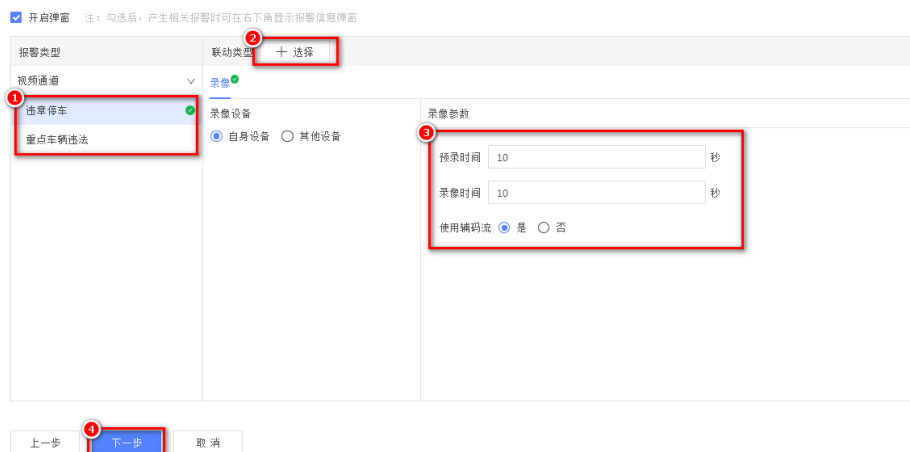 开启弹窗 注：勾选后，产生相关报警时可在右下角显示报警信息弹窗
报警类型 联动类型 2 + 选择
视频通道 录像
1 违章停车 录像设备 录像参数
重点车辆违法 自身设备 其他设备 3
预录时间 10 秒
录像时间 10 秒
使用辅码流 是 否
4
上一步 下一步 取消